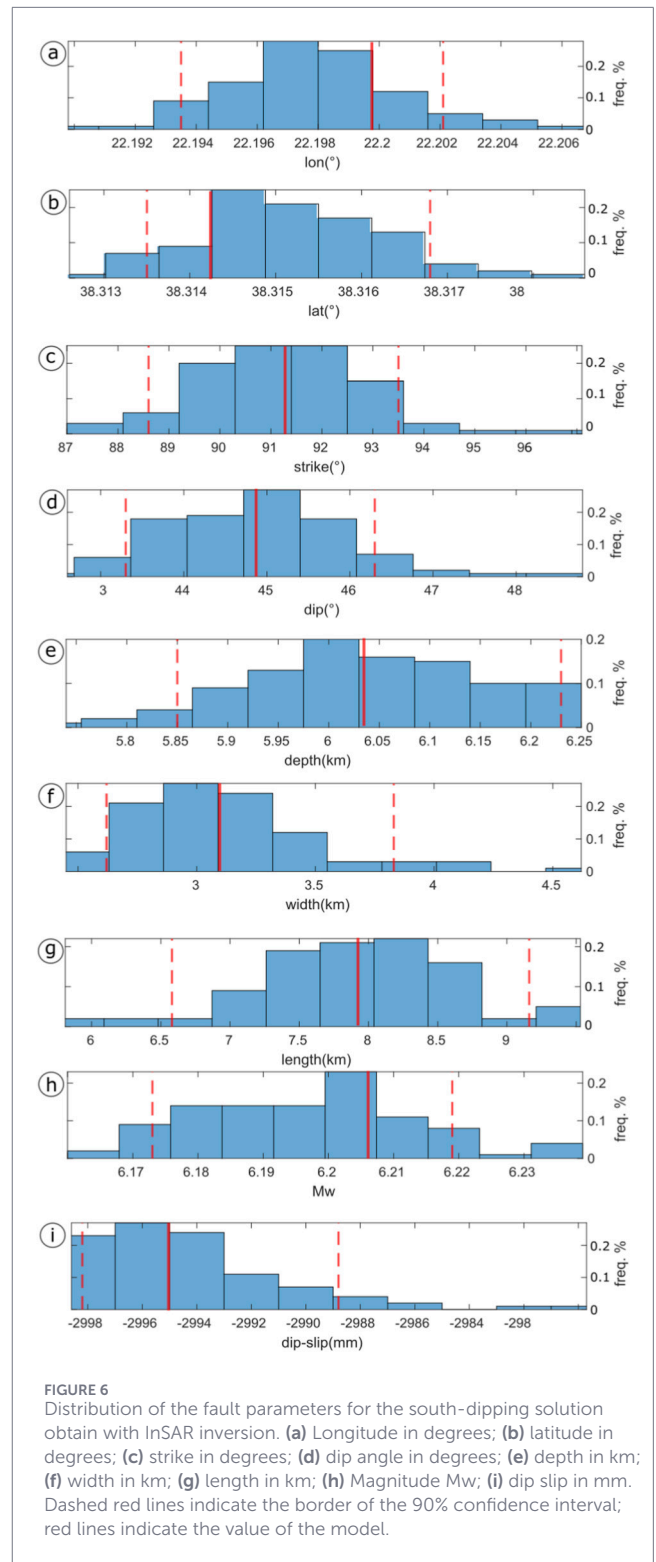 a
0.2
0.1
0
freq. %
22.192 22.194 22.196 22.198 22.2 22.202 22.204 22.206
lon(°)
b
0.2
0.1
0
freq. %
38.313 38.314 38.315 38.316 38.317 38
lat(°)
c
0.2
0.1
0
freq. %
87 88 89 90 91 92 93 94 95 96
strike(°)
d
0.2
0.1
0
freq. %
3 44 45 46 47 48
dip(°)
e
0.2
0.1
0
freq. %
5.8 5.85 5.9 5.95 6 6.05 6.1 6.15 6.2 6.25
depth(km)
f
0.2
0.1
0
freq. %
3 3.5 4 4.5
width(km)
g
0.2
0.1
0
freq. %
6 6.5 7 7.5 8 8.5 9
length(km)
h
0.2
0.1
0
freq. %
6.17 6.18 6.19 6.2 6.21 6.22 6.23
Mw
i
0.2
0.1
0
freq. %
-2998 -2996 -2994 -2992 -2990 -2988 -2986 -2984 -298
dip-slip(mm)
FIGURE 6
Distribution of the fault parameters for the south-dipping solution
obtain with InSAR inversion. (a) Longitude in degrees; (b) latitude in
degrees; (c) strike in degrees; (d) dip angle in degrees; (e) depth in km;
(f) width in km; (g) length in km; (h) Magnitude Mw; (i) dip slip in mm.
Dashed red lines indicate the border of the 90% confidence interval;
red lines indicate the value of the model.